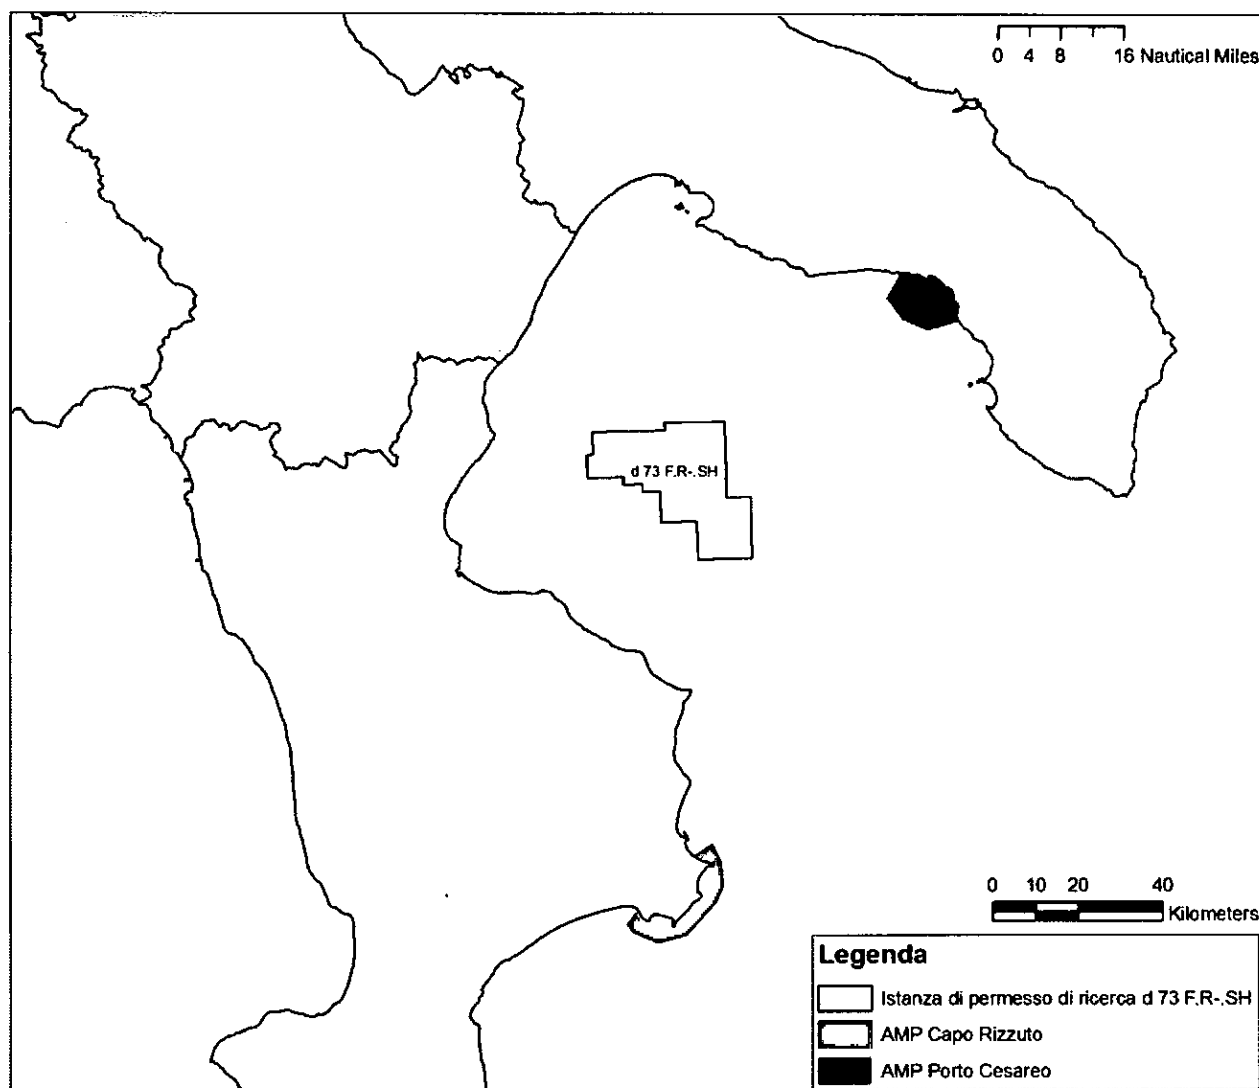 0 4 8 16 Nautical Miles
d 73 F.R-.SH
0 10 20 40
Kilometers
Legenda
Istanza di permesso di ricerca d 73 F.R-.SH
AMP Capo Rizzuto
AMP Porto Cesareo